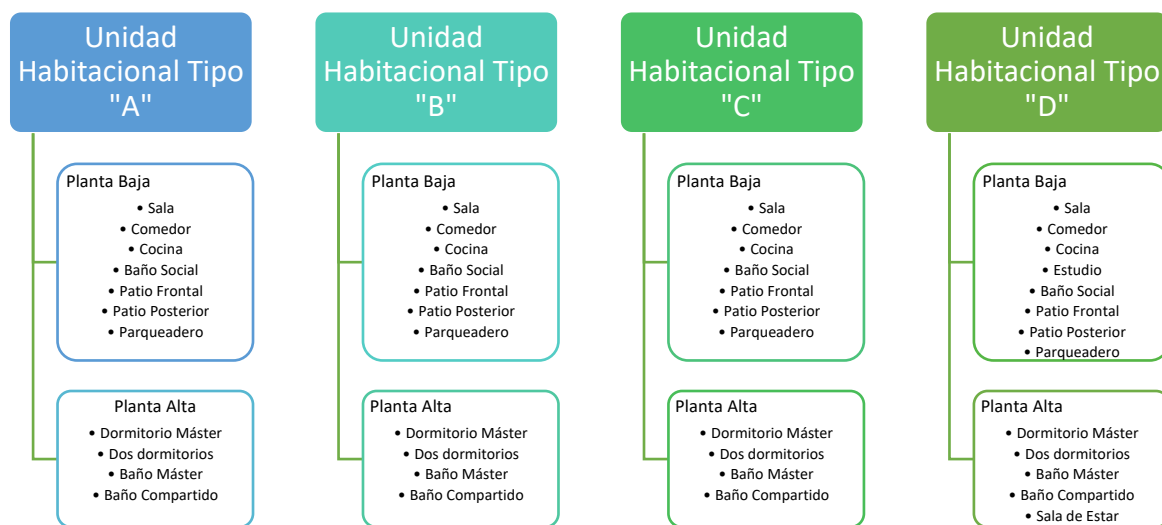 Unidad
Habitacional Tipo
"A"
Planta Baja
• Sala
• Comedor
• Cocina
• Baño Social
• Patio Frontal
• Patio Posterior
• Parqueadero
Planta Alta
• Dormitorio Máster
• Dos dormitorios
• Baño Máster
• Baño Compartido
Unidad
Habitacional Tipo
"B"
Planta Baja
• Sala
• Comedor
• Cocina
• Baño Social
• Patio Frontal
• Patio Posterior
• Parqueadero
Planta Alta
• Dormitorio Máster
• Dos dormitorios
• Baño Máster
• Baño Compartido
Unidad
Habitacional Tipo
"C"
Planta Baja
• Sala
• Comedor
• Cocina
• Baño Social
• Patio Frontal
• Patio Posterior
• Parqueadero
Planta Alta
• Dormitorio Máster
• Dos dormitorios
• Baño Máster
• Baño Compartido
Unidad
Habitacional Tipo
"D"
Planta Baja
• Sala
• Comedor
• Cocina
• Estudio
• Baño Social
• Patio Frontal
• Patio Posterior
• Parqueadero
Planta Alta
• Dormitorio Máster
• Dos dormitorios
• Baño Máster
• Baño Compartido
• Sala de Estar